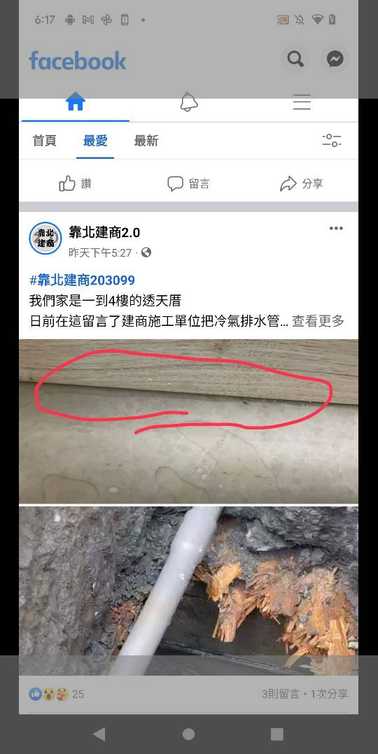 6:17
facebook
首頁 最愛 最新
讚 留言 分享
靠北建商2.0
昨天下午5:27
#靠北建商203099
我們家是一到4樓的透天厝
日前在這留言了建商施工單位把冷氣排水管... 查看更多
25 3則留言・1次分享